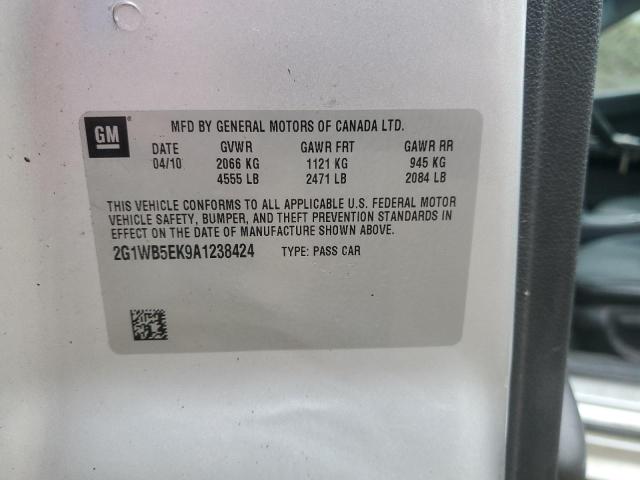 GM
MFD BY GENERAL MOTORS OF CANADA LTD.
DATE GVWR GAWR FRT GAWR RR
04/10 2066 KG 1121 KG 945 KG
4555 LB 2471 LB 2084 LB
THIS VEHICLE CONFORMS TO ALL APPLICABLE U.S. FEDERAL MOTOR
VEHICLE SAFETY, BUMPER, AND THEFT PREVENTION STANDARDS IN
EFFECT ON THE DATE OF MANUFACTURE SHOWN ABOVE.
2G1WB5EK9A1238424 TYPE: PASS CAR